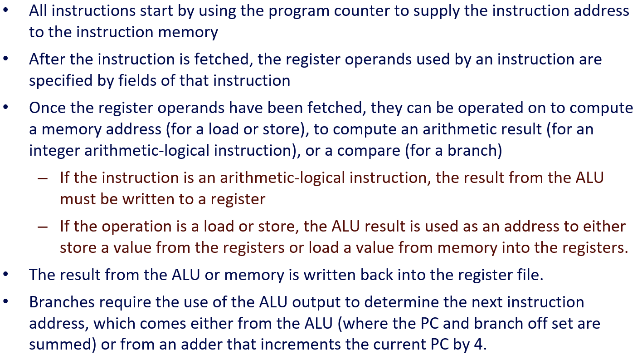 • All instructions start by using the program counter to supply the instruction address
to the instruction memory
• After the instruction is fetched, the register operands used by an instruction are
specified by fields of that instruction
• Once the register operands have been fetched, they can be operated on to compute
a memory address (for a load or store), to compute an arithmetic result (for an
integer arithmetic-logical instruction), or a compare (for a branch)
– If the instruction is an arithmetic-logical instruction, the result from the ALU
must be written to a register
– If the operation is a load or store, the ALU result is used as an address to either
store a value from the registers or load a value from memory into the registers.
• The result from the ALU or memory is written back into the register file.
• Branches require the use of the ALU output to determine the next instruction
address, which comes either from the ALU (where the PC and branch off set are
summed) or from an adder that increments the current PC by 4.